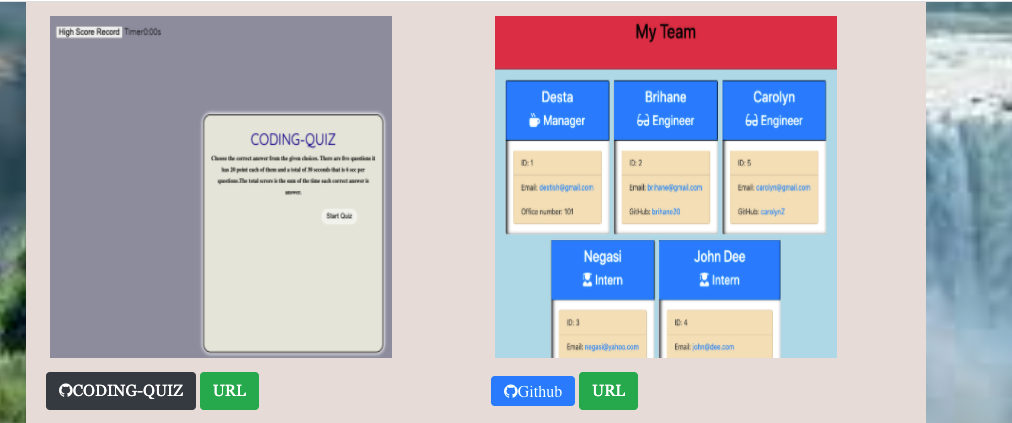 High Score Record Timer0:00s
CODING-QUIZ
Choose the correct answer from the given choices. There are five questions it
has 20 point each of them and a total of 30 seconds that is 6 sec per
questions.The total scrores is the sum of the time each correct answer is
answer.
Start Quiz
CODING-QUIZ URL
My Team
Desta
Manager
ID: 1
Email: destish@gmail.com
Office number: 101
Brihane
Engineer
ID: 2
Email: brihane@gmail.com
GitHub: brihane20
Carolyn
Engineer
ID: 5
Email: carolyn@gmail.com
GitHub: carolynZ
Negasi
Intern
ID: 3
Email: negasi@yahoo.com
John Dee
Intern
ID: 4
Email: john@dee.com
Github URL